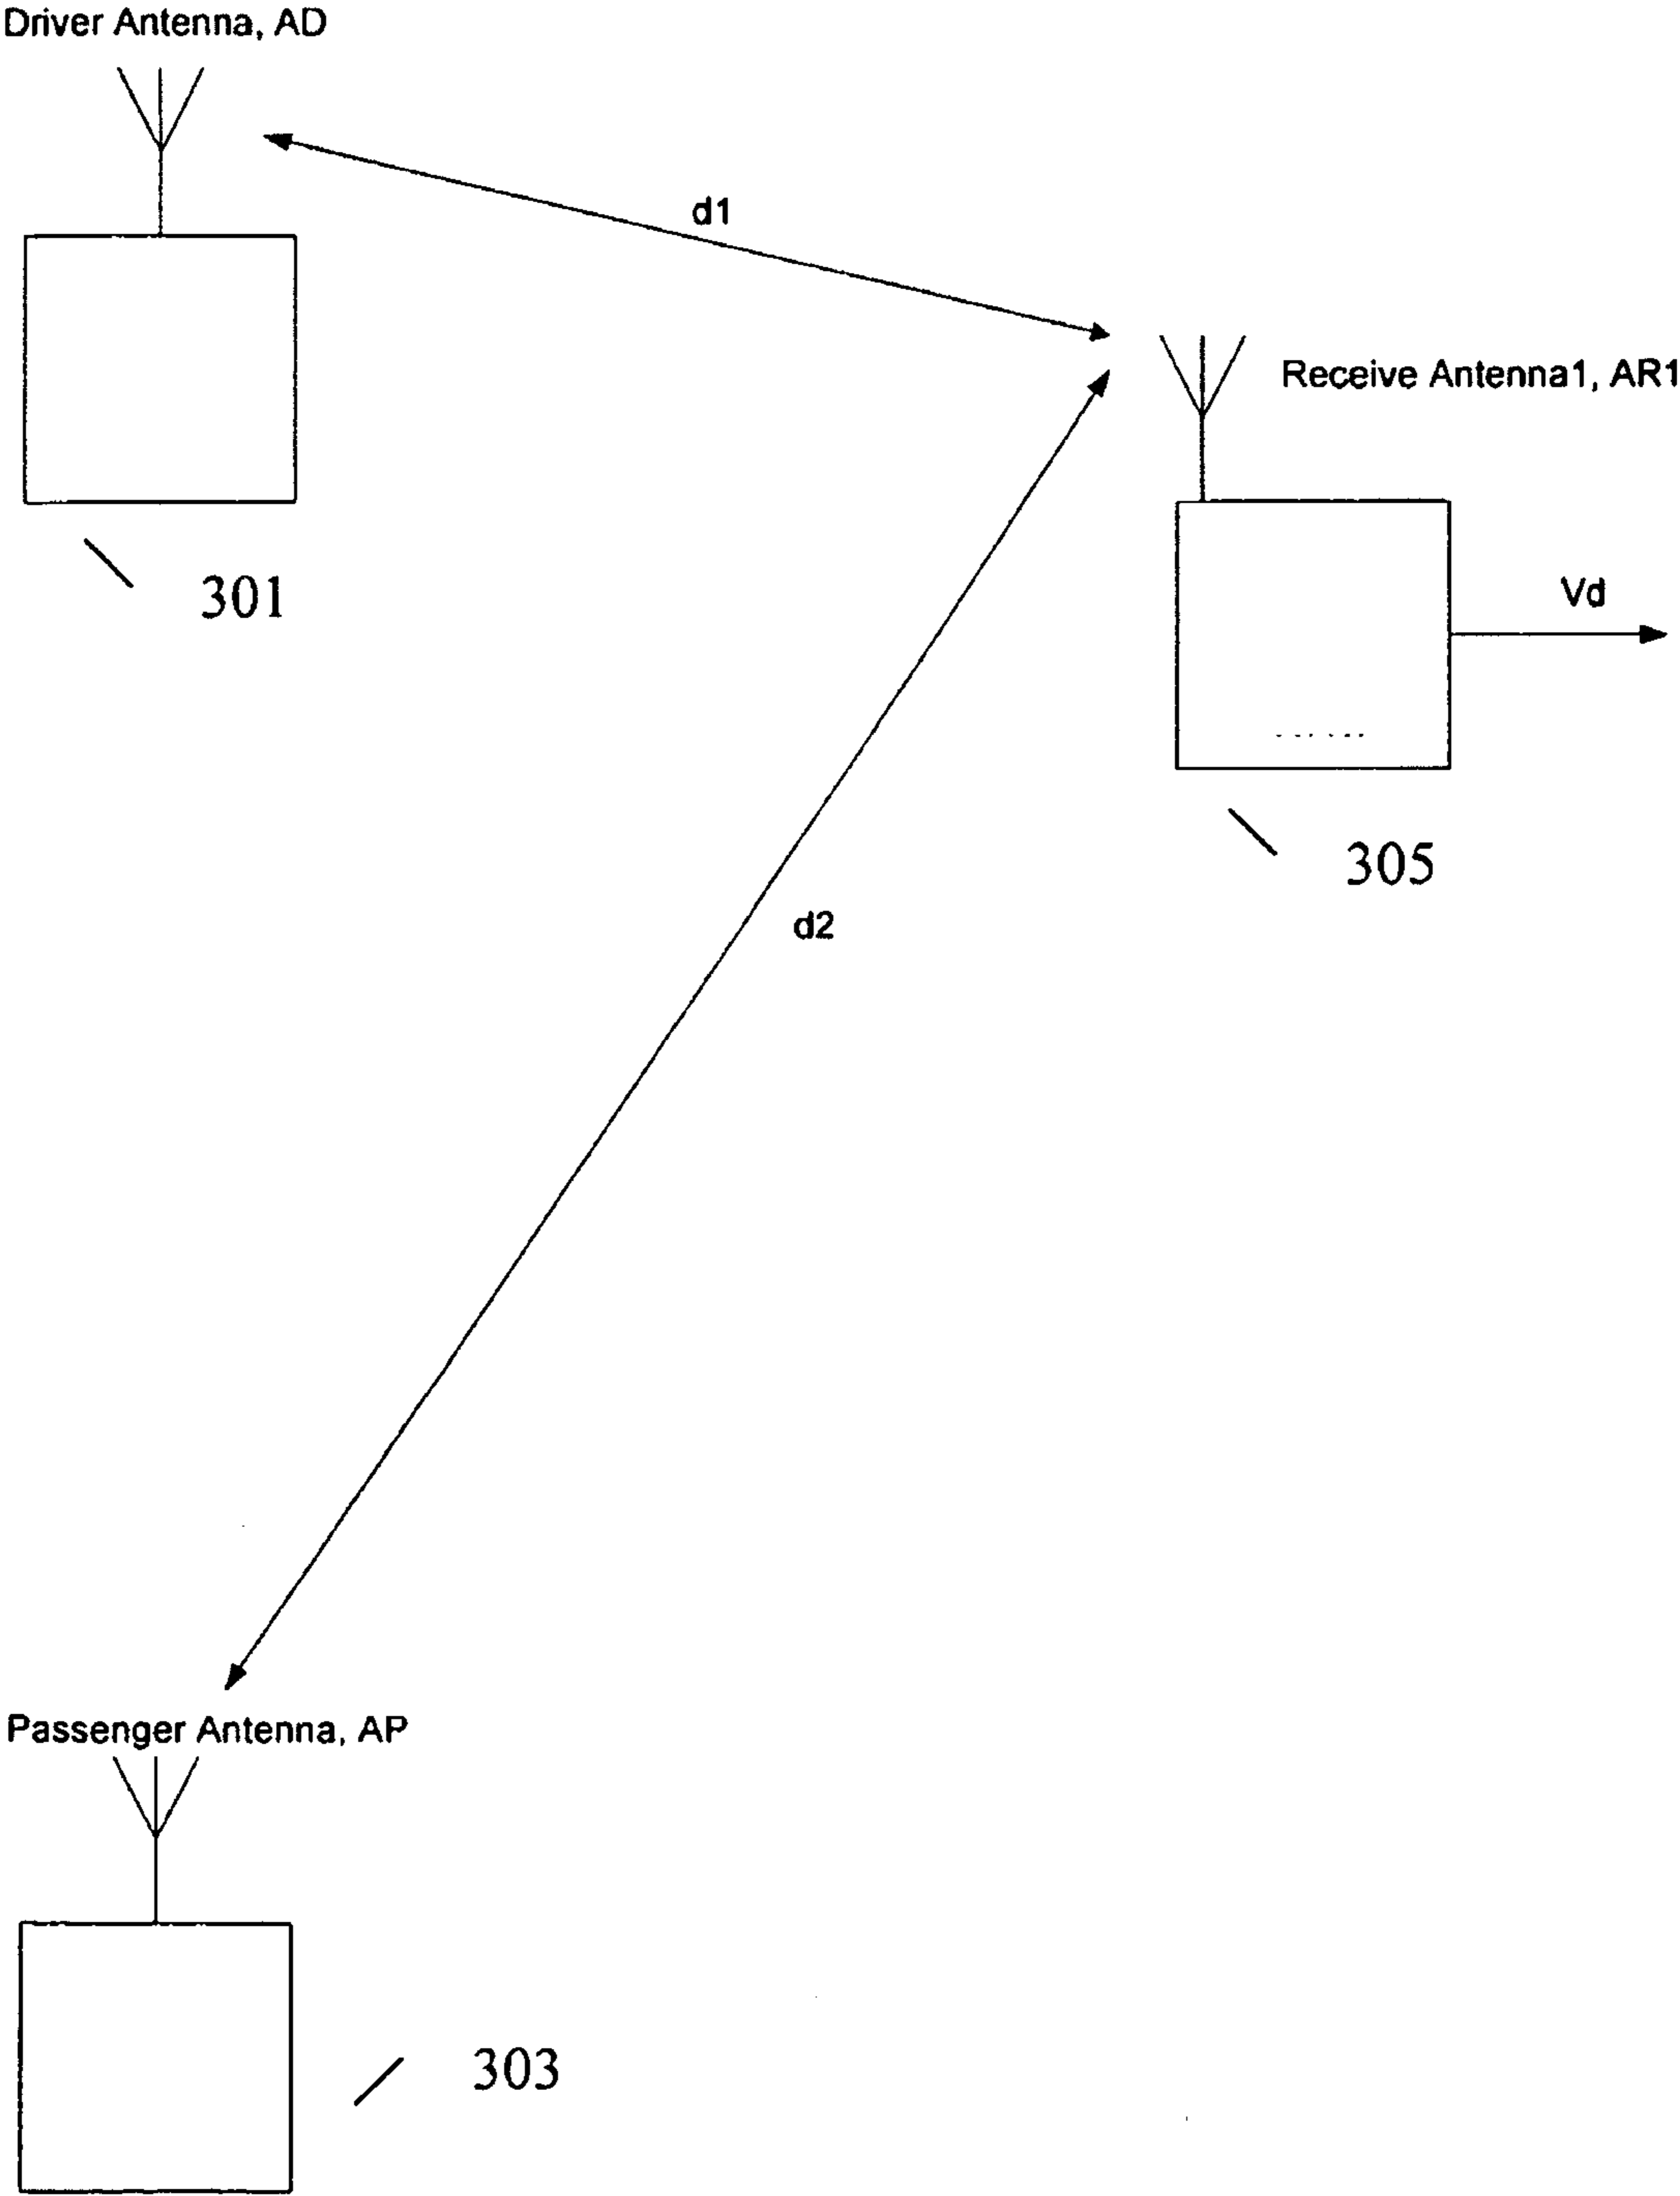 Driver Antenna, AD
d1
Receive Antenna1, AR1
301
Vd
305
d2
Passenger Antenna, AP
303